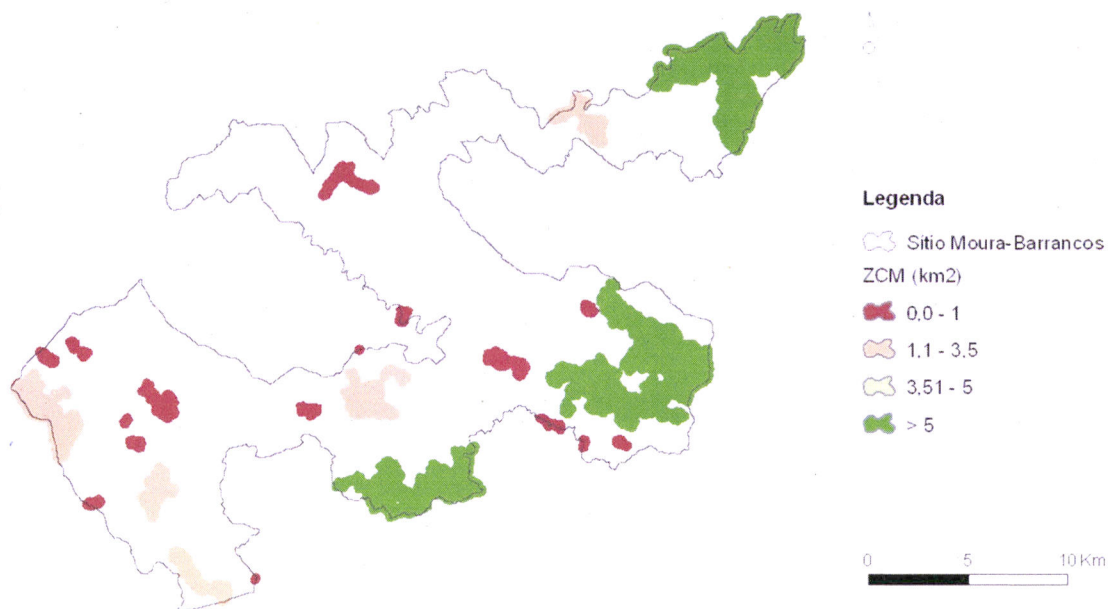 Legenda
Sítio Moura-Barrancos
ZCM (km2)
0,0 - 1
1,1 - 3,5
3,51 - 5
> 5
0 5 10 Km